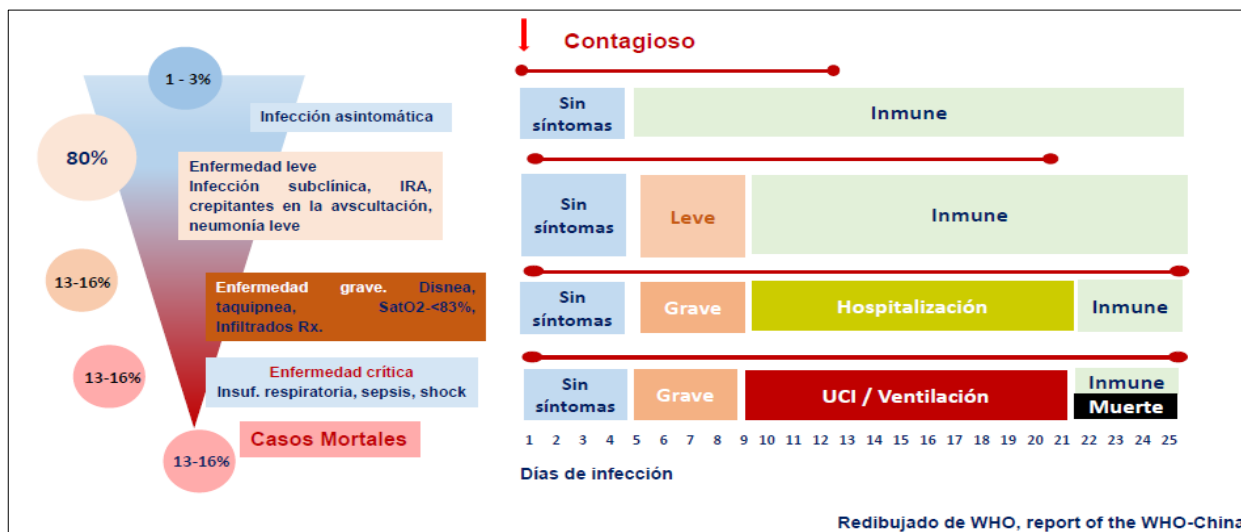 1 - 3%
Infección asintomática
80%
Enfermedad leve
Infección subclínica, IRA,
crepitantes en la avscultación,
neumonía leve
13-16%
Enfermedad grave. Disnea,
taquipnea, SatO2-<83%,
Infiltrados Rx.
13-16%
Enfermedad crítica
Insuf. respiratoria, sepsis, shock
Casos Mortales
13-16%
Contagioso
Sin
síntomas
Inmune
Sin
síntomas
Leve
Inmune
Sin
síntomas
Grave
Hospitalización
Inmune
Sin
síntomas
Grave
UCI / Ventilación
Inmune
Muerte
1 2 3 4 5 6 7 8 9 10 11 12 13 14 15 16 17 18 19 20 21 22 23 24 25
Días de infección
Redibujado de WHO, report of the WHO-China